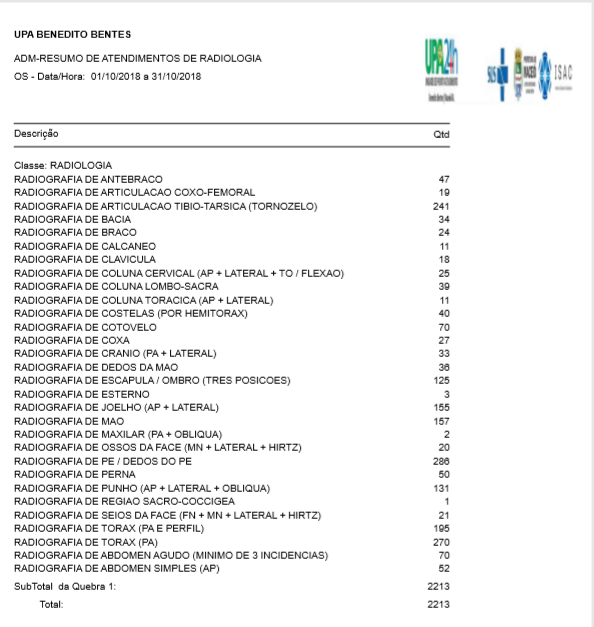 UPA BENEDITO BENTES
ADM-RESUMO DE ATENDIMENTOS DE RADIOLOGIA
OS - Data/Hora: 01/10/2018 a 31/10/2018
UPA24h
SUS
MACEIÓ
ISAC
Descrição Qtd
Classe: RADIOLOGIA
RADIOGRAFIA DE ANTEBRACO 47
RADIOGRAFIA DE ARTICULACAO COXO-FEMORAL 19
RADIOGRAFIA DE ARTICULACAO TIBIO-TARSICA (TORNOZELO) 241
RADIOGRAFIA DE BACIA 34
RADIOGRAFIA DE BRACO 24
RADIOGRAFIA DE CALCANEO 11
RADIOGRAFIA DE CLAVICULA 18
RADIOGRAFIA DE COLUNA CERVICAL (AP + LATERAL + TO / FLEXAO) 25
RADIOGRAFIA DE COLUNA LOMBO-SACRA 39
RADIOGRAFIA DE COLUNA TORACICA (AP + LATERAL) 11
RADIOGRAFIA DE COSTELAS (POR HEMITORAX) 40
RADIOGRAFIA DE COTOVELO 70
RADIOGRAFIA DE COXA 27
RADIOGRAFIA DE CRANIO (PA + LATERAL) 33
RADIOGRAFIA DE DEDOS DA MAO 36
RADIOGRAFIA DE ESCAPULA / OMBRO (TRES POSICOES) 125
RADIOGRAFIA DE ESTERNO 3
RADIOGRAFIA DE JOELHO (AP + LATERAL) 155
RADIOGRAFIA DE MAO 157
RADIOGRAFIA DE MAXILAR (PA + OBLIQUA) 2
RADIOGRAFIA DE OSSOS DA FACE (MN + LATERAL + HIRTZ) 20
RADIOGRAFIA DE PE / DEDOS DO PE 286
RADIOGRAFIA DE PERNA 50
RADIOGRAFIA DE PUNHO (AP + LATERAL + OBLIQUA) 131
RADIOGRAFIA DE REGIAO SACRO-COCCIGEA 1
RADIOGRAFIA DE SEIOS DA FACE (FN + MN + LATERAL + HIRTZ) 21
RADIOGRAFIA DE TORAX (PA E PERFIL) 195
RADIOGRAFIA DE TORAX (PA) 270
RADIOGRAFIA DE ABDOMEN AGUDO (MINIMO DE 3 INCIDENCIAS) 70
RADIOGRAFIA DE ABDOMEN SIMPLES (AP) 52
SubTotal da Quebra 1: 2213
Total: 2213